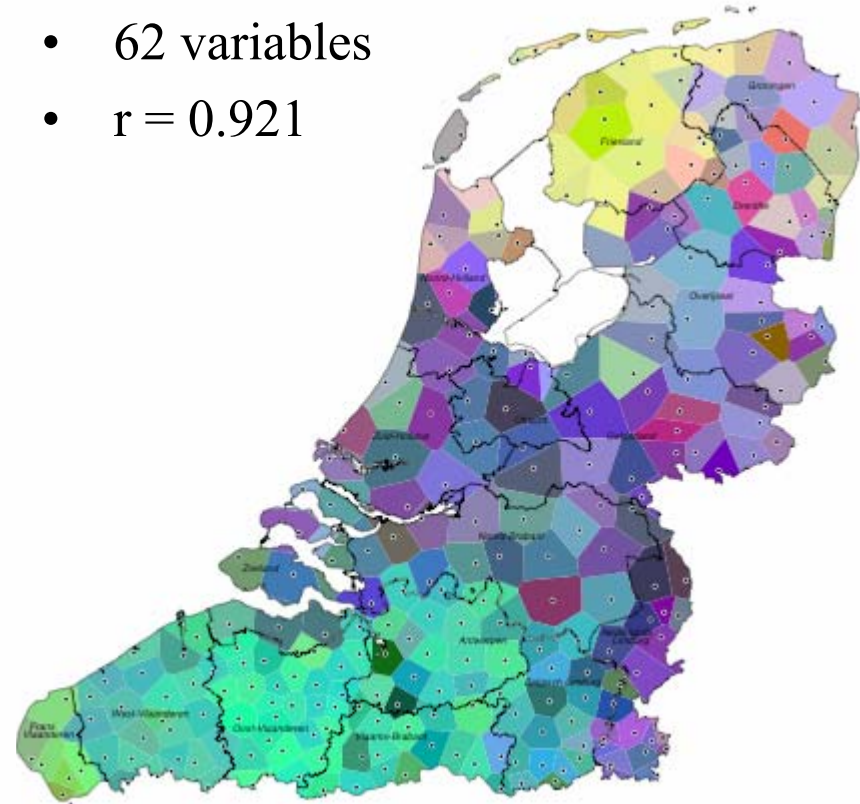 • 62 variables
• r = 0.921
Groningen
Friesland
Drenthe
Noord-Holland
Overijssel
Utrecht
Zuid-Holland
Gelderland
Noord-Brabant
Zeeland
Antwerpen
Limburg
West-Vlaanderen
Oost-Vlaanderen
Frans
Vlaanderen
Vlaams-Brabant